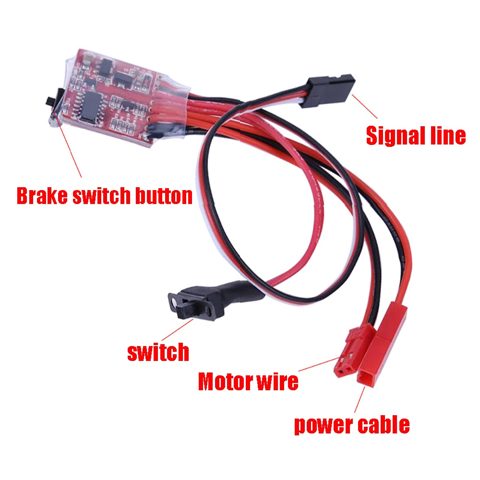 Signal line
Brake switch button
switch
Motor wire
power cable